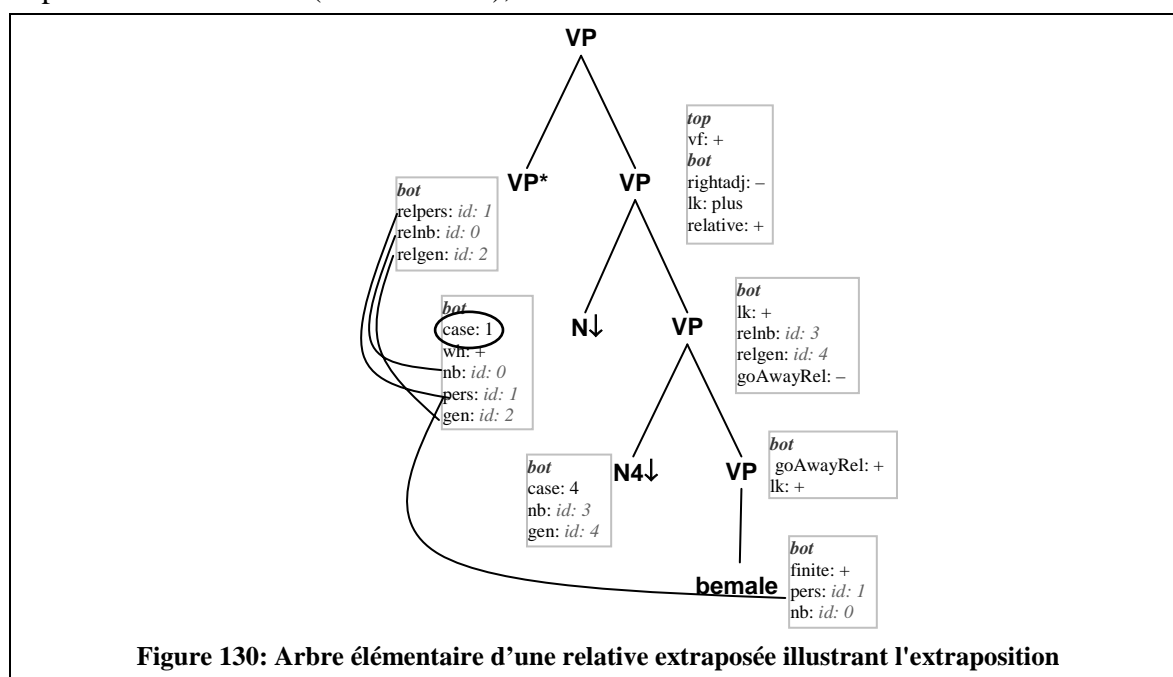 VP
top
vf: +
bot
rightadj: –
lk: plus
relative: +
VP*
VP
bot
relpers: id: 1
relnb: id: 0
relgen: id: 2
bot
case: 1
wh: +
nb: id: 0
pers: id: 1
gen: id: 2
N↓
VP
bot
lk: +
relnb: id: 3
relgen: id: 4
goAwayRel: –
bot
case: 4
nb: id: 3
gen: id: 4
N4↓
VP
bot
goAwayRel: +
lk: +
bemale
bot
finite: +
pers: id: 1
nb: id: 0
Figure 130: Arbre élémentaire d’une relative extraposée illustrant l'extraposition